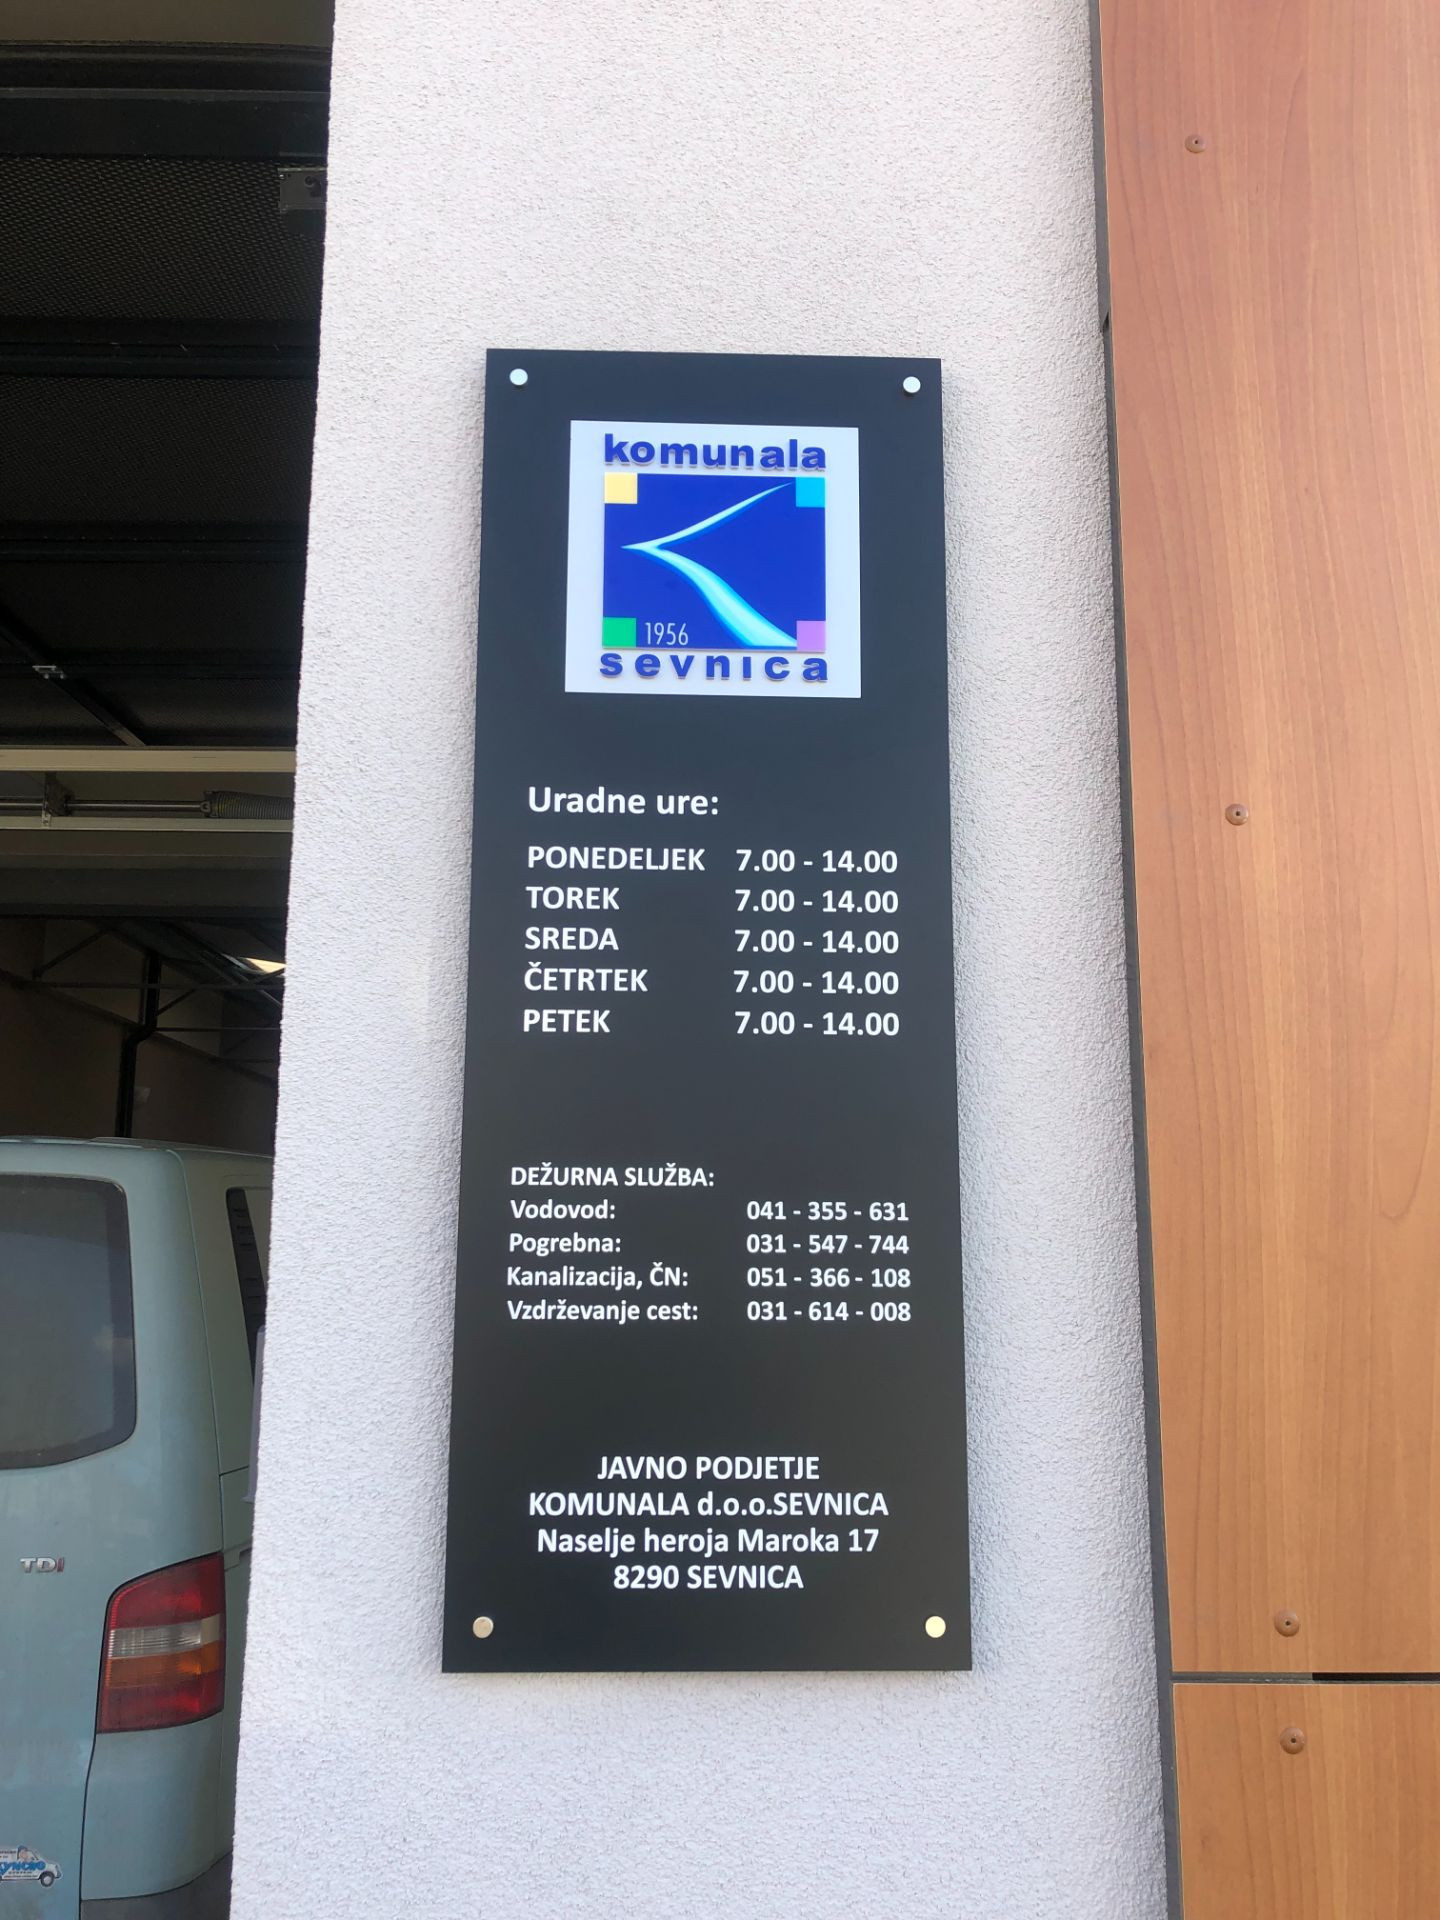 komunala
1956
sevnica
Uradne ure:
PONEDELJEK 7.00 - 14.00
TOREK 7.00 - 14.00
SREDA 7.00 - 14.00
ČETRTEK 7.00 - 14.00
PETEK 7.00 - 14.00
DEŽURNA SLUŽBA:
Vodovod: 041 - 355 - 631
Pogrebna: 031 - 547 - 744
Kanalizacija, ČN: 051 - 366 - 108
Vzdrževanje cest: 031 - 614 - 008
JAVNO PODJETJE
KOMUNALA d.o.o.SEVNICA
Naselje heroja Maroka 17
8290 SEVNICA
TDI